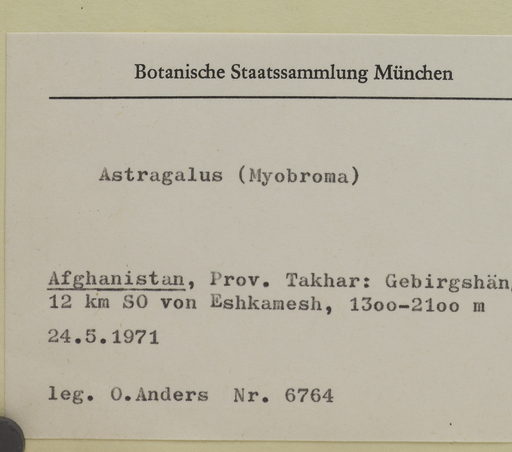 Botanische Staatssammlung München
Astragalus (Myobroma)
Afghanistan, Prov. Takhar: Gebirgshän
12 km SO von Eshkamesh, 13oo-21oo m
24.5.1971
leg. O.Anders Nr. 6764